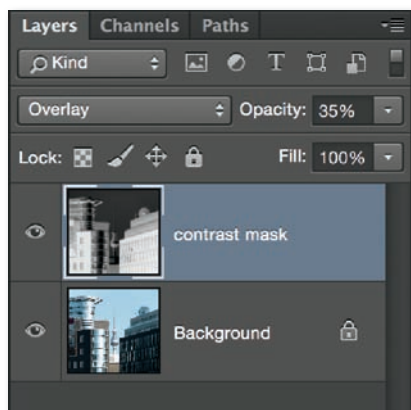 Layers Channels Paths
Kind
Overlay Opacity: 35%
Lock: Fill: 100%
contrast mask
Background